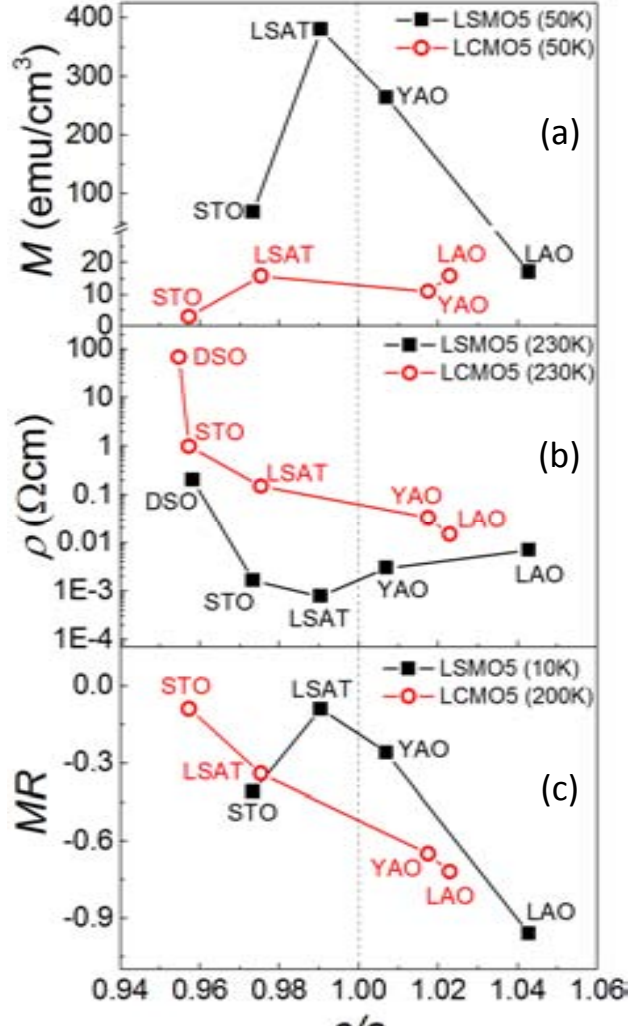 LSMO5 (50K)
LCMO5 (50K)
LSAT
YAO
(a)
STO
LSAT
LAO
LAO
STO
YAO
M (emu/cm³)
400
300
200
100
20
10
0
LSMO5 (230K)
LCMO5 (230K)
DSO
STO
(b)
LSAT
DSO
YAO
LAO
STO
LSAT
YAO
LAO
ρ (Ωcm)
100
10
1
0.1
0.01
1E-3
1E-4
LSMO5 (10K)
LCMO5 (200K)
STO
LSAT
YAO
LSAT
STO
(c)
YAO
LAO
LAO
MR
0.0
-0.3
-0.6
-0.9
0.94 0.96 0.98 1.00 1.02 1.04 1.06